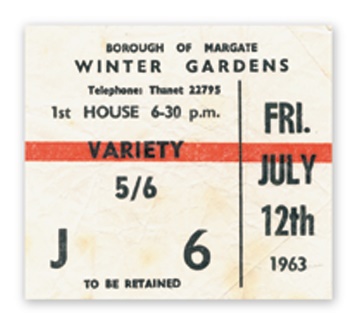 BOROUGH OF MARGATE
WINTER GARDENS
Telephone: Thanet 22795
1st HOUSE 6-30 p.m.
VARIETY
5/6
J 6
TO BE RETAINED
FRI.
JULY
12th
1963